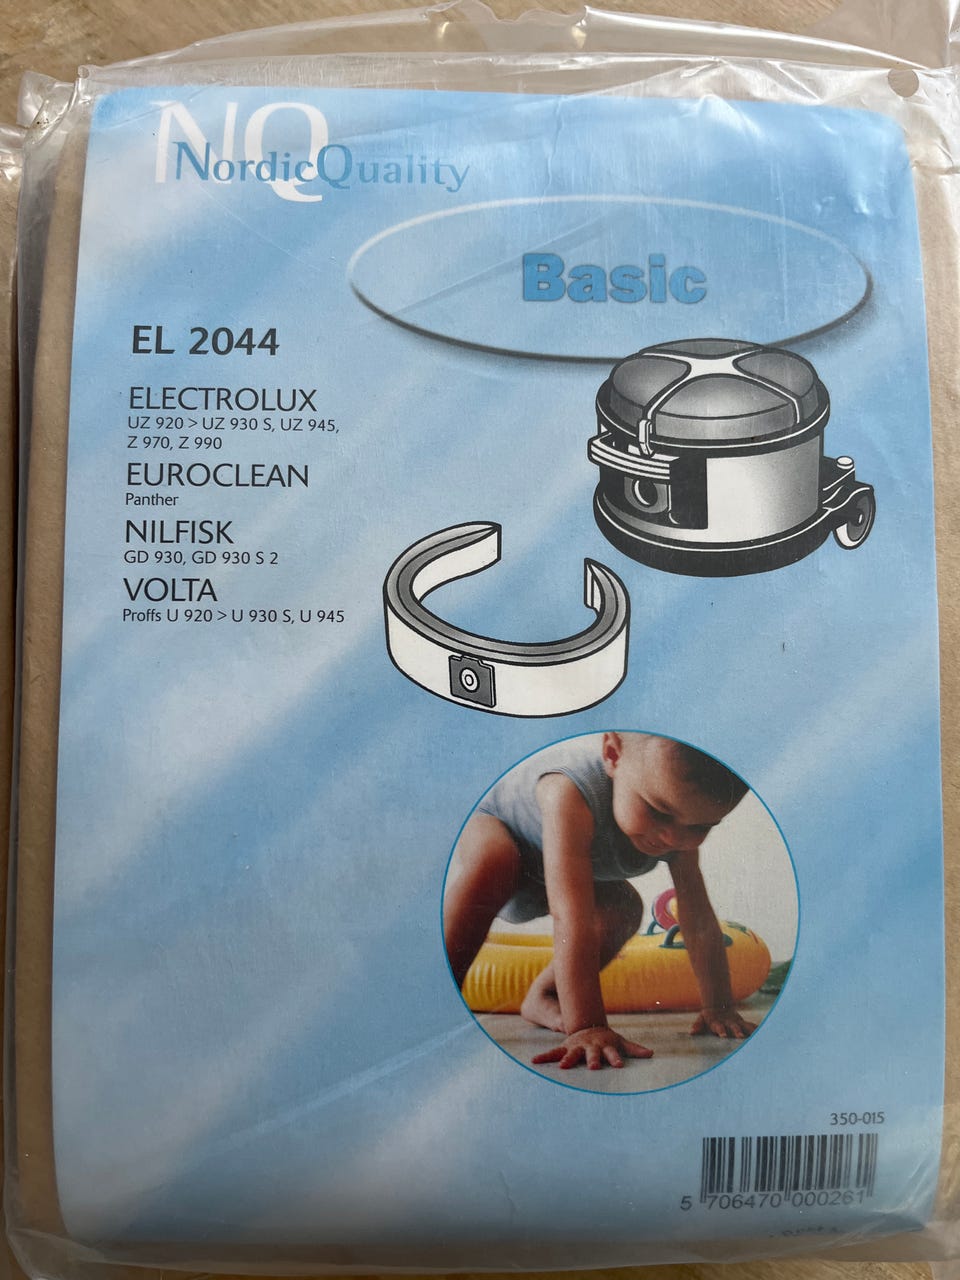 NQ
NordicQuality
Basic
EL 2044
ELECTROLUX
UZ 920 > UZ 930 S, UZ 945,
Z 970, Z 990
EUROCLEAN
Panther
NILFISK
GD 930, GD 930 S 2
VOLTA
Proffs U 920 > U 930 S, U 945
350-015
5 706470 000261